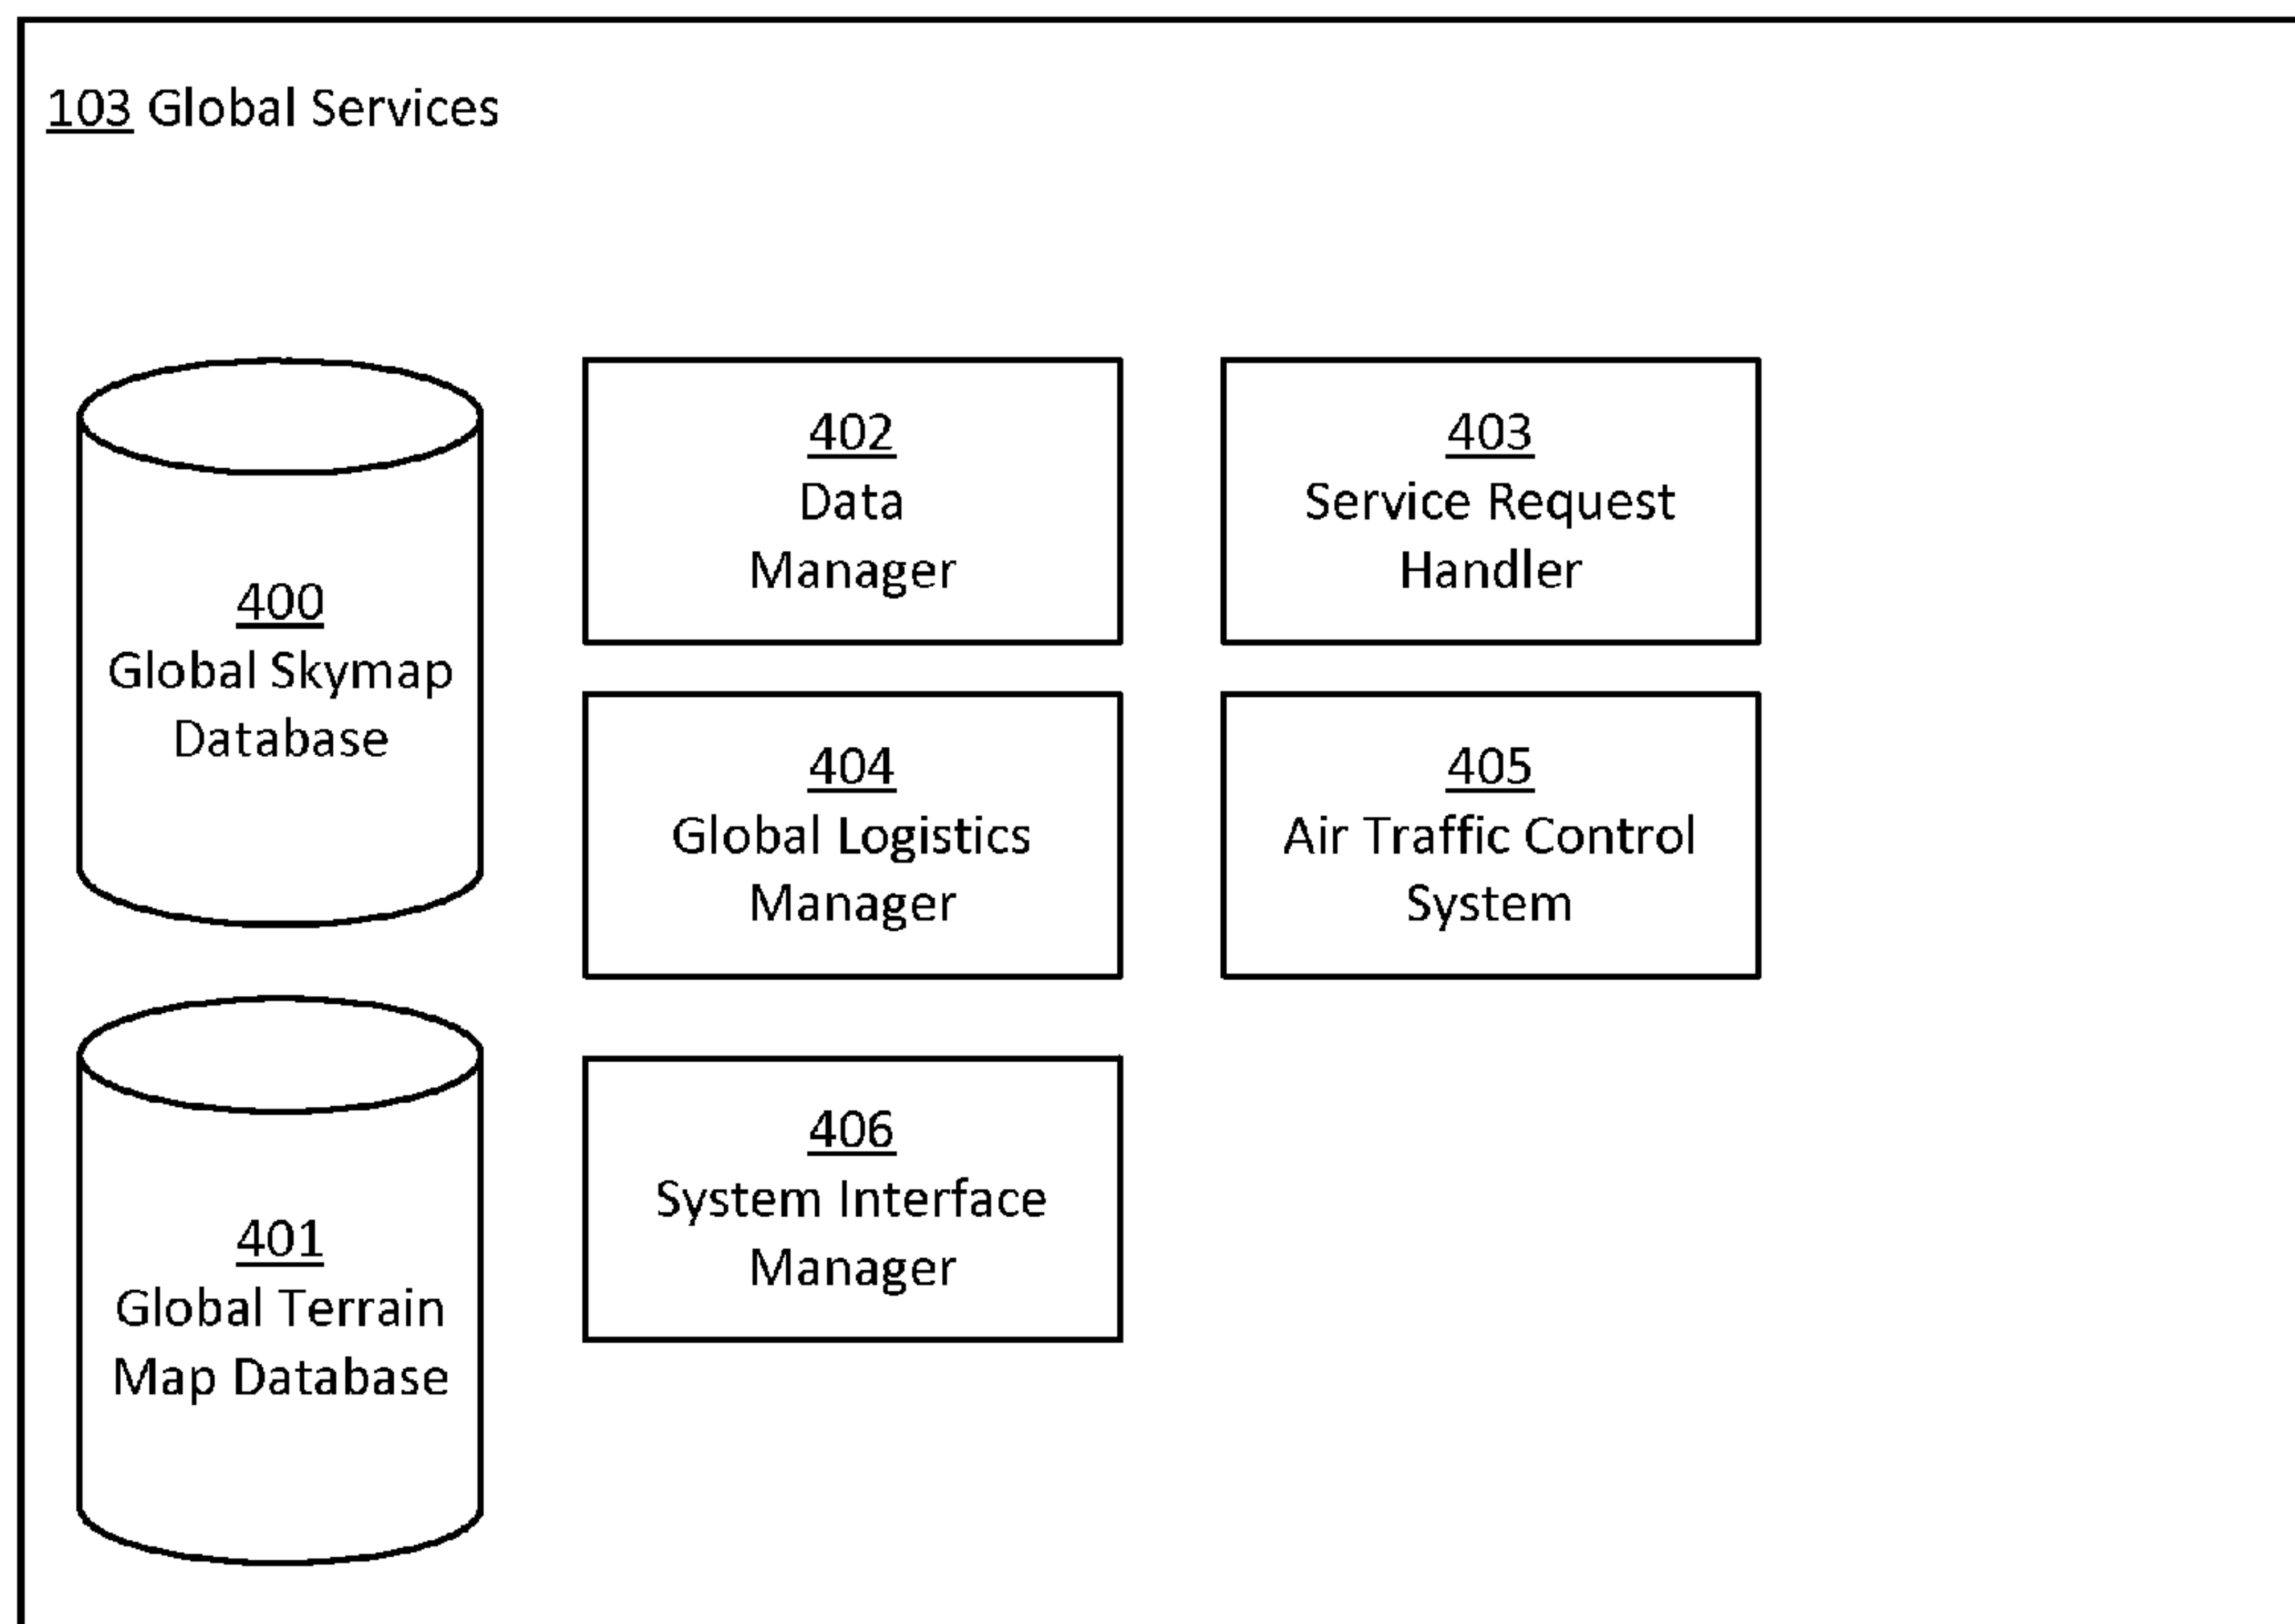 103 Global Services
400
Global Skymap
Database
402
Data
Manager
403
Service Request
Handler
404
Global Logistics
Manager
405
Air Traffic Control
System
401
Global Terrain
Map Database
406
System Interface
Manager